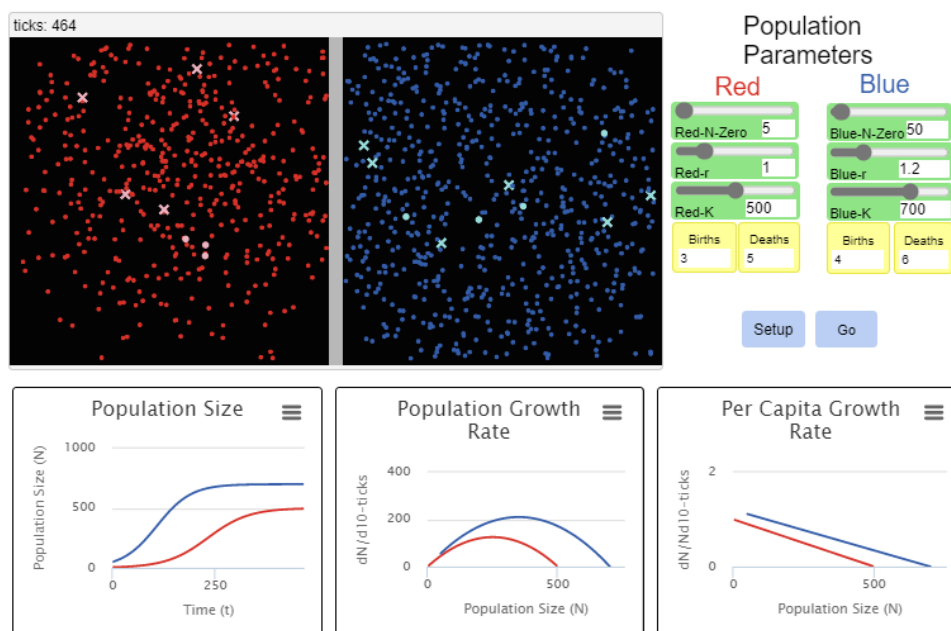 ticks: 464
Population
Parameters
Red
Blue
Red-N-Zero 5
Blue-N-Zero 50
Red-r 1
Blue-r 1.2
Red-K 500
Blue-K 700
Births
Deaths
Births
Deaths
3
5
4
6
Setup
Go
Population Size
1000
500
0
Population Size (N)
0
250
Time (t)
Population Growth
Rate
400
200
0
dN/d10-ticks
0
500
Population Size (N)
Per Capita Growth
Rate
2
0
dN/Nd10-ticks
0
500
Population Size (N)